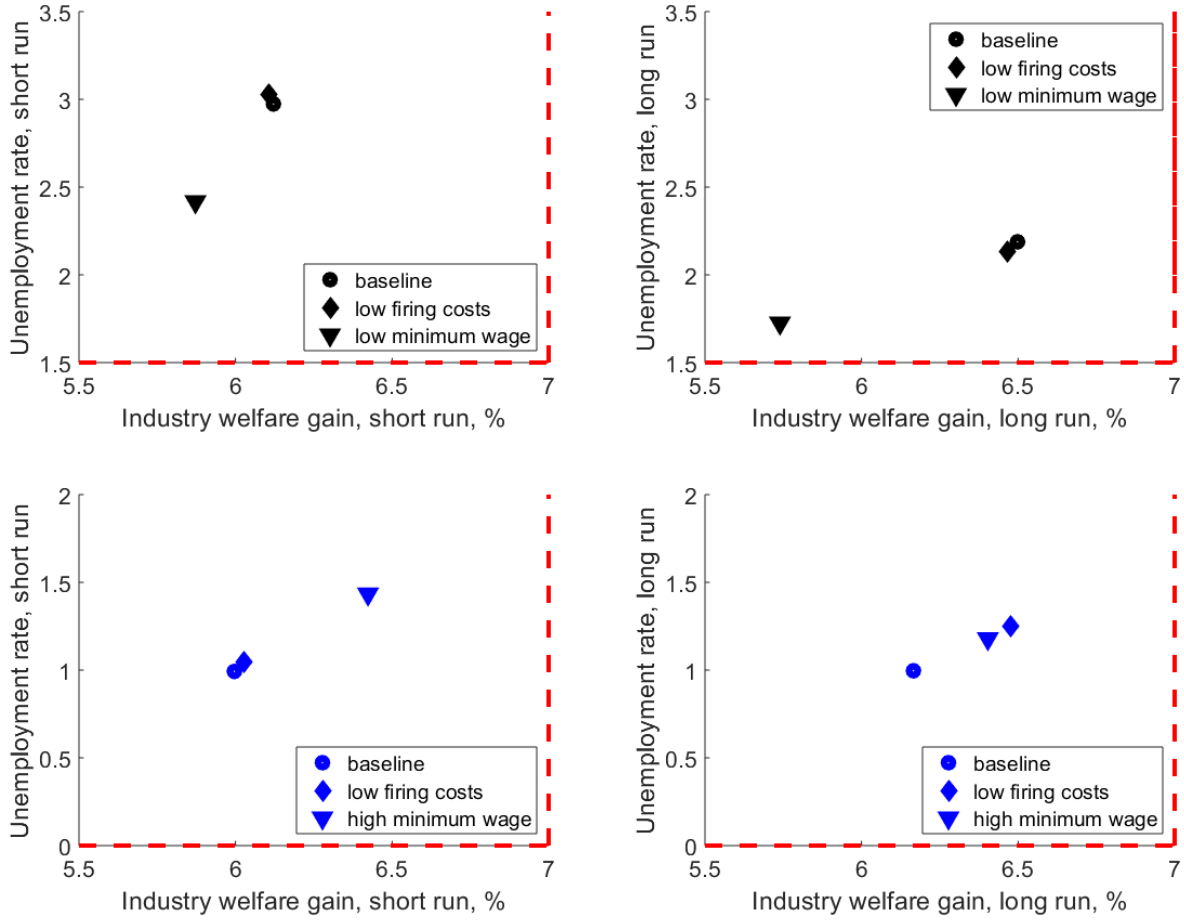 Unemployment rate, short run
3.5
3
2.5
2
1.5
baseline
low firing costs
low minimum wage
5.5 6 6.5 7
Industry welfare gain, short run, %
Unemployment rate, long run
3.5
3
2.5
2
1.5
baseline
low firing costs
low minimum wage
5.5 6 6.5 7
Industry welfare gain, long run, %
Unemployment rate, short run
2
1.5
1
0.5
0
baseline
low firing costs
high minimum wage
5.5 6 6.5 7
Industry welfare gain, short run, %
Unemployment rate, long run
2
1.5
1
0.5
0
baseline
low firing costs
high minimum wage
5.5 6 6.5 7
Industry welfare gain, long run, %